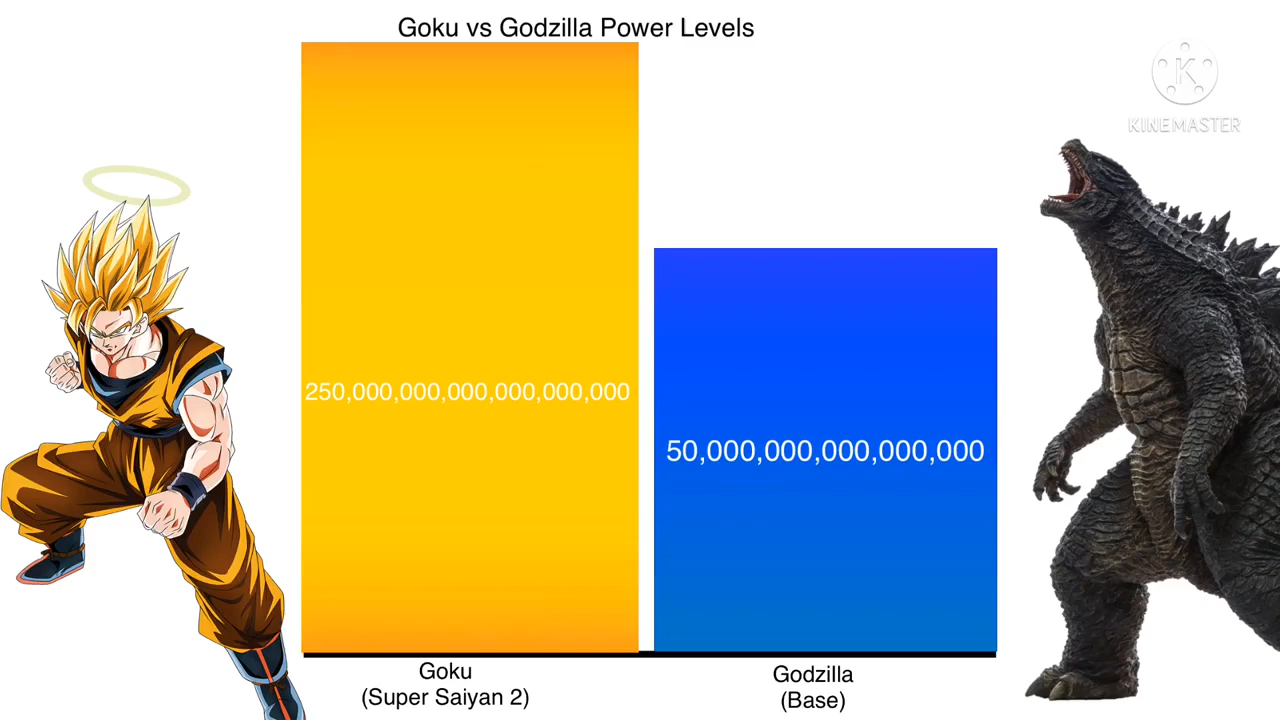 Goku vs Godzilla Power Levels
K
KINEMASTER
250,000,000,000,000,000,000
50,000,000,000,000,000
Goku
(Super Saiyan 2)
Godzilla
(Base)